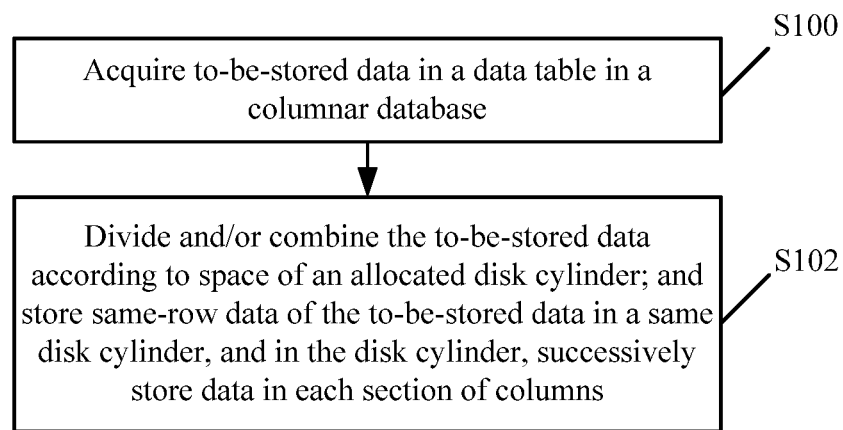 S100
Acquire to-be-stored data in a data table in a
columnar database
Divide and/or combine the to-be-stored data
according to space of an allocated disk cylinder; and
store same-row data of the to-be-stored data in a same
disk cylinder, and in the disk cylinder, successively
store data in each section of columns
S102